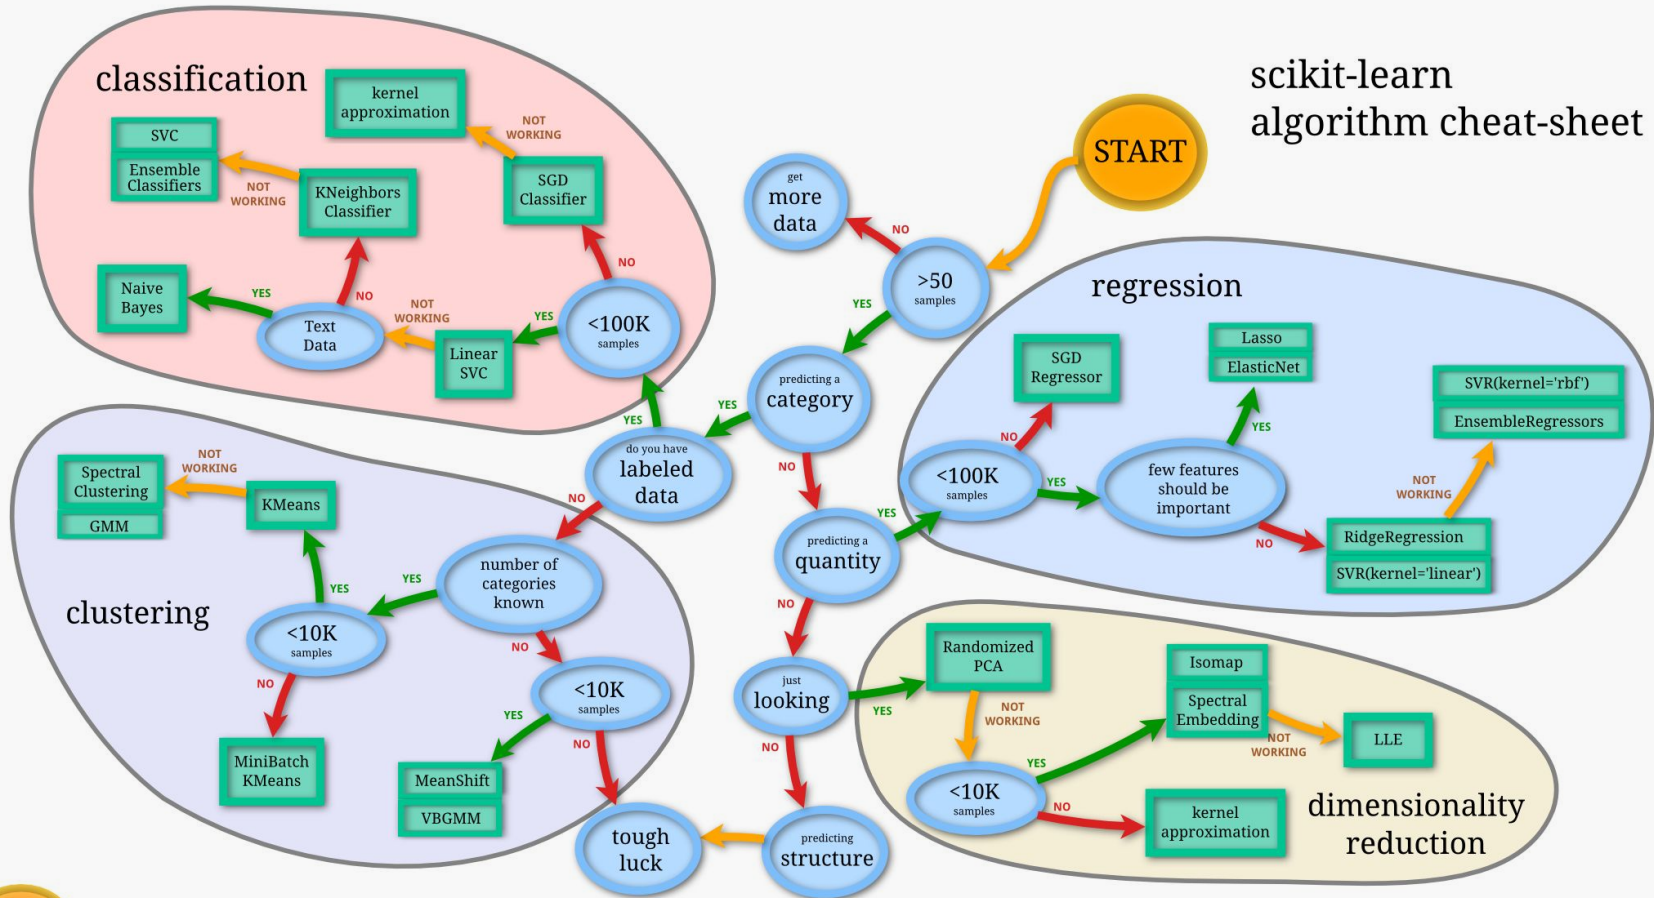 scikit-learn
algorithm cheat-sheet
START
>50
samples
NO
get
more
data
YES
predicting a
category
YES
do you have
labeled
data
NO
predicting a
quantity
YES
NO
just
looking
YES
NO
predicting
structure
tough
luck
YES
NO
classification
<100K
samples
NO
SGD
Classifier
NOT
WORKING
kernel
approximation
YES
Linear
SVC
NOT
WORKING
Text
Data
YES
Naive
Bayes
NO
KNeighbors
Classifier
NOT
WORKING
SVC
Ensemble
Classifiers
clustering
number of
categories
known
YES
<10K
samples
YES
KMeans
NOT
WORKING
Spectral
Clustering
GMM
NO
MiniBatch
KMeans
NO
<10K
samples
YES
MeanShift
VBGMM
NO
regression
<100K
samples
NO
SGD
Regressor
YES
few features
should be
important
YES
Lasso
ElasticNet
NO
RidgeRegression
SVR(kernel='linear')
NOT
WORKING
SVR(kernel='rbf')
EnsembleRegressors
dimensionality
reduction
Randomized
PCA
NOT
WORKING
<10K
samples
YES
Isomap
Spectral
Embedding
NOT
WORKING
LLE
NO
kernel
approximation